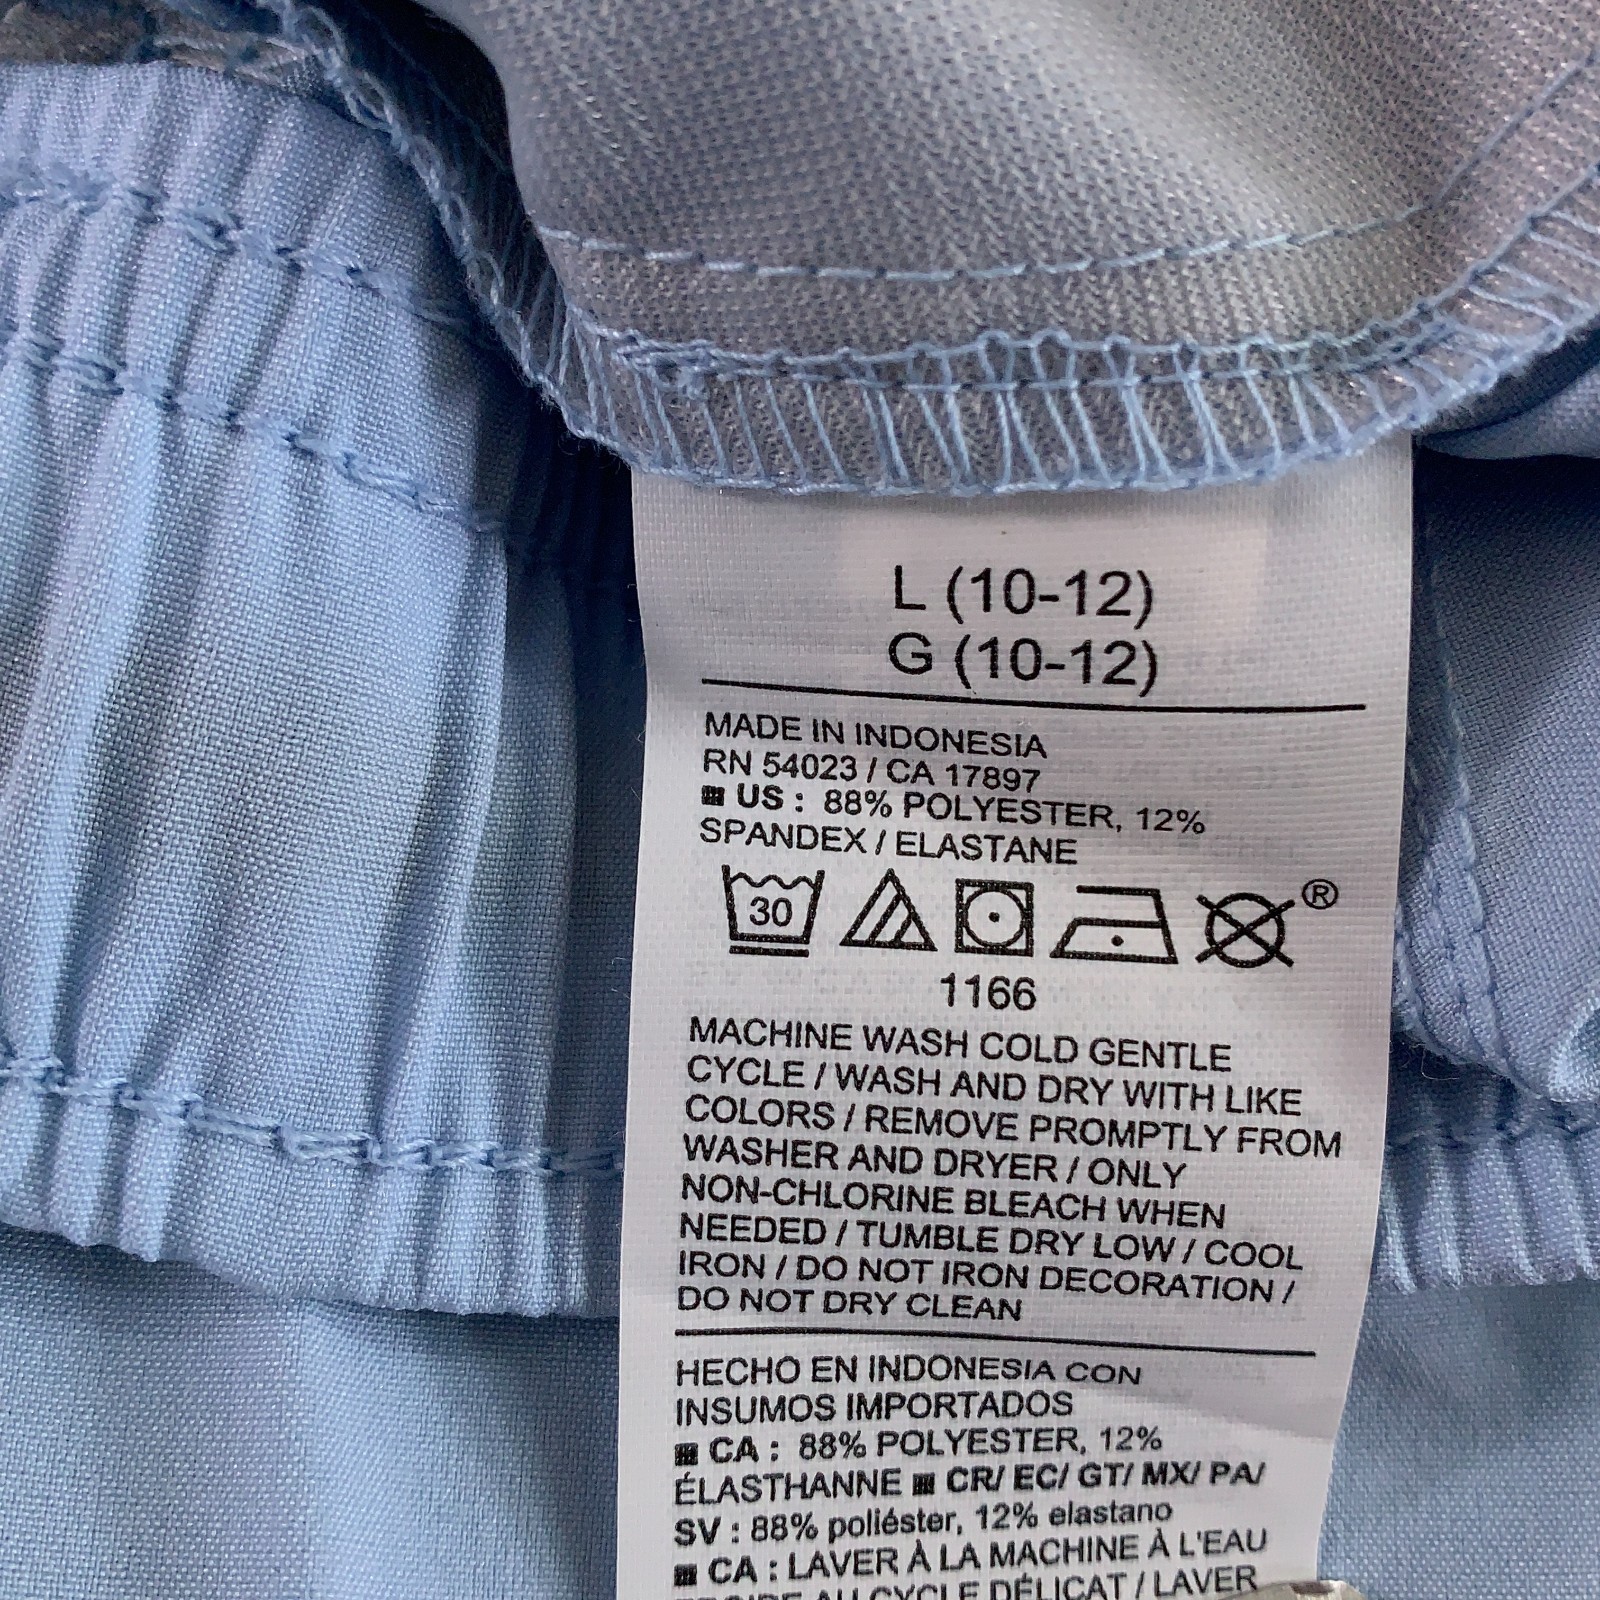 L (10-12)
G (10-12)
MADE IN INDONESIA
RN 54023 / CA 17897
US : 88% POLYESTER, 12%
SPANDEX / ELASTANE
30 ®
1166
MACHINE WASH COLD GENTLE
CYCLE / WASH AND DRY WITH LIKE
COLORS / REMOVE PROMPTLY FROM
WASHER AND DRYER / ONLY
NON-CHLORINE BLEACH WHEN
NEEDED / TUMBLE DRY LOW / COOL
IRON / DO NOT IRON DECORATION /
DO NOT DRY CLEAN
HECHO EN INDONESIA CON
INSUMOS IMPORTADOS
CA : 88% POLYESTER, 12%
ÉLASTHANNE CR/ EC/ GT/ MX/ PA/
SV : 88% poliéster, 12% elastano
CA : LAVER À LA MACHINE À L'EAU
AU CYCLE DÉLICAT / LAVER